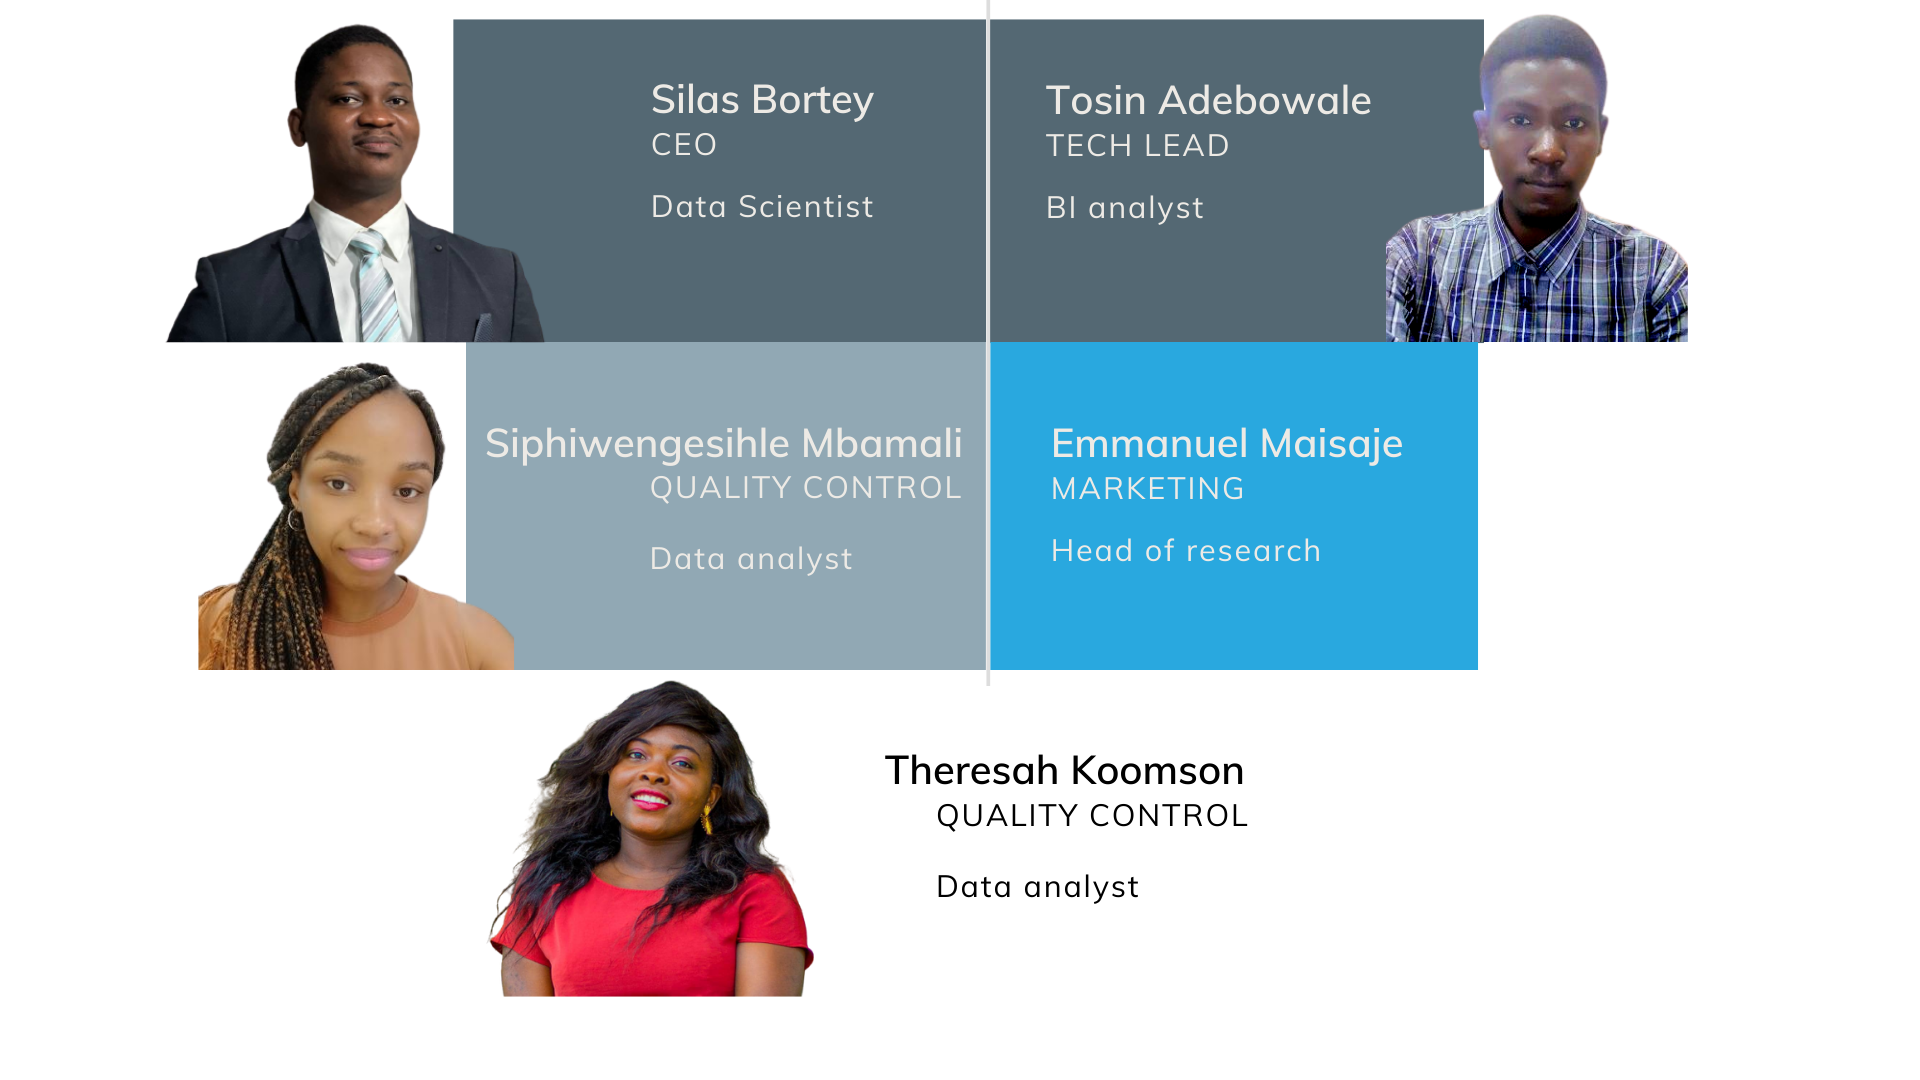 Silas Bortey
CEO
Data Scientist
Tosin Adebowale
TECH LEAD
BI analyst
Siphiwengesihle Mbamali
QUALITY CONTROL
Data analyst
Emmanuel Maisaje
MARKETING
Head of research
Theresah Koomson
QUALITY CONTROL
Data analyst